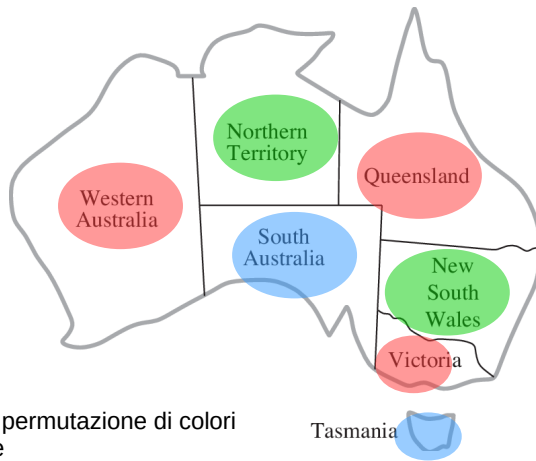 Northern
Territory
Queensland
Western
Australia
South
Australia
New
South
Wales
Victoria
Tasmania
permutazione di colori
e